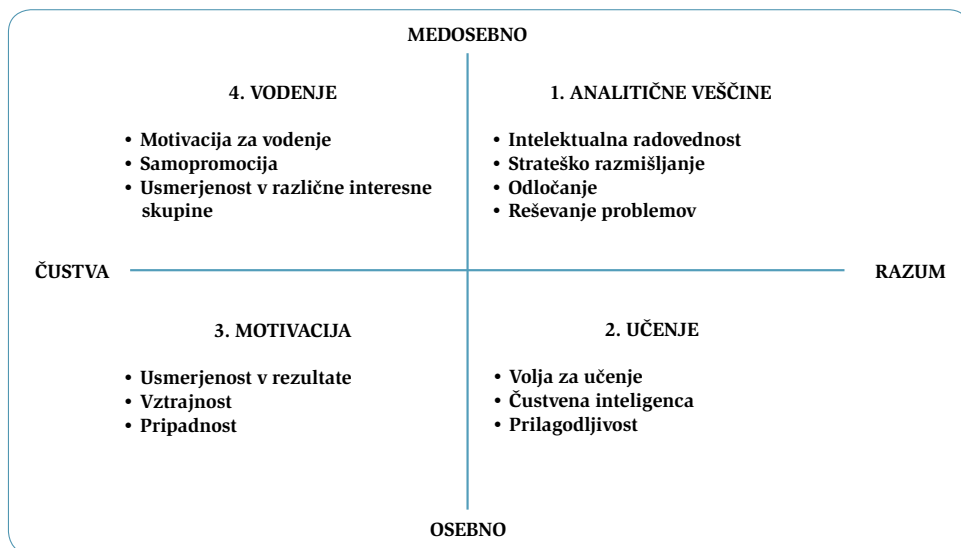 MEDOSEBNO
4. VODENJE
• Motivacija za vodenje
• Samopromocija
• Usmerjenost v različne interesne
skupine
1. ANALITIČNE VEŠČINE
• Intelektualna radovednost
• Strateško razmišljanje
• Odločanje
• Reševanje problemov
ČUSTVA
RAZUM
3. MOTIVACIJA
• Usmerjenost v rezultate
• Vztrajnost
• Pripadnost
2. UČENJE
• Volja za učenje
• Čustvena inteligenca
• Prilagodljivost
OSEBNO